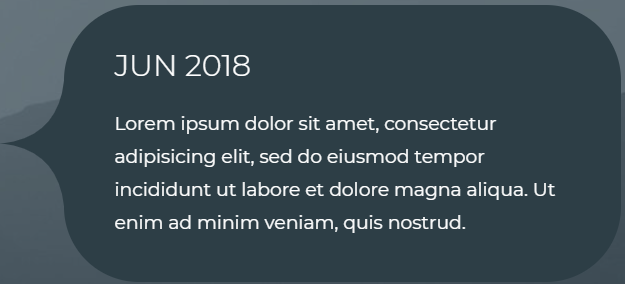 JUN 2018
Lorem ipsum dolor sit amet, consectetur
adipisicing elit, sed do eiusmod tempor
incididunt ut labore et dolore magna aliqua. Ut
enim ad minim veniam, quis nostrud.